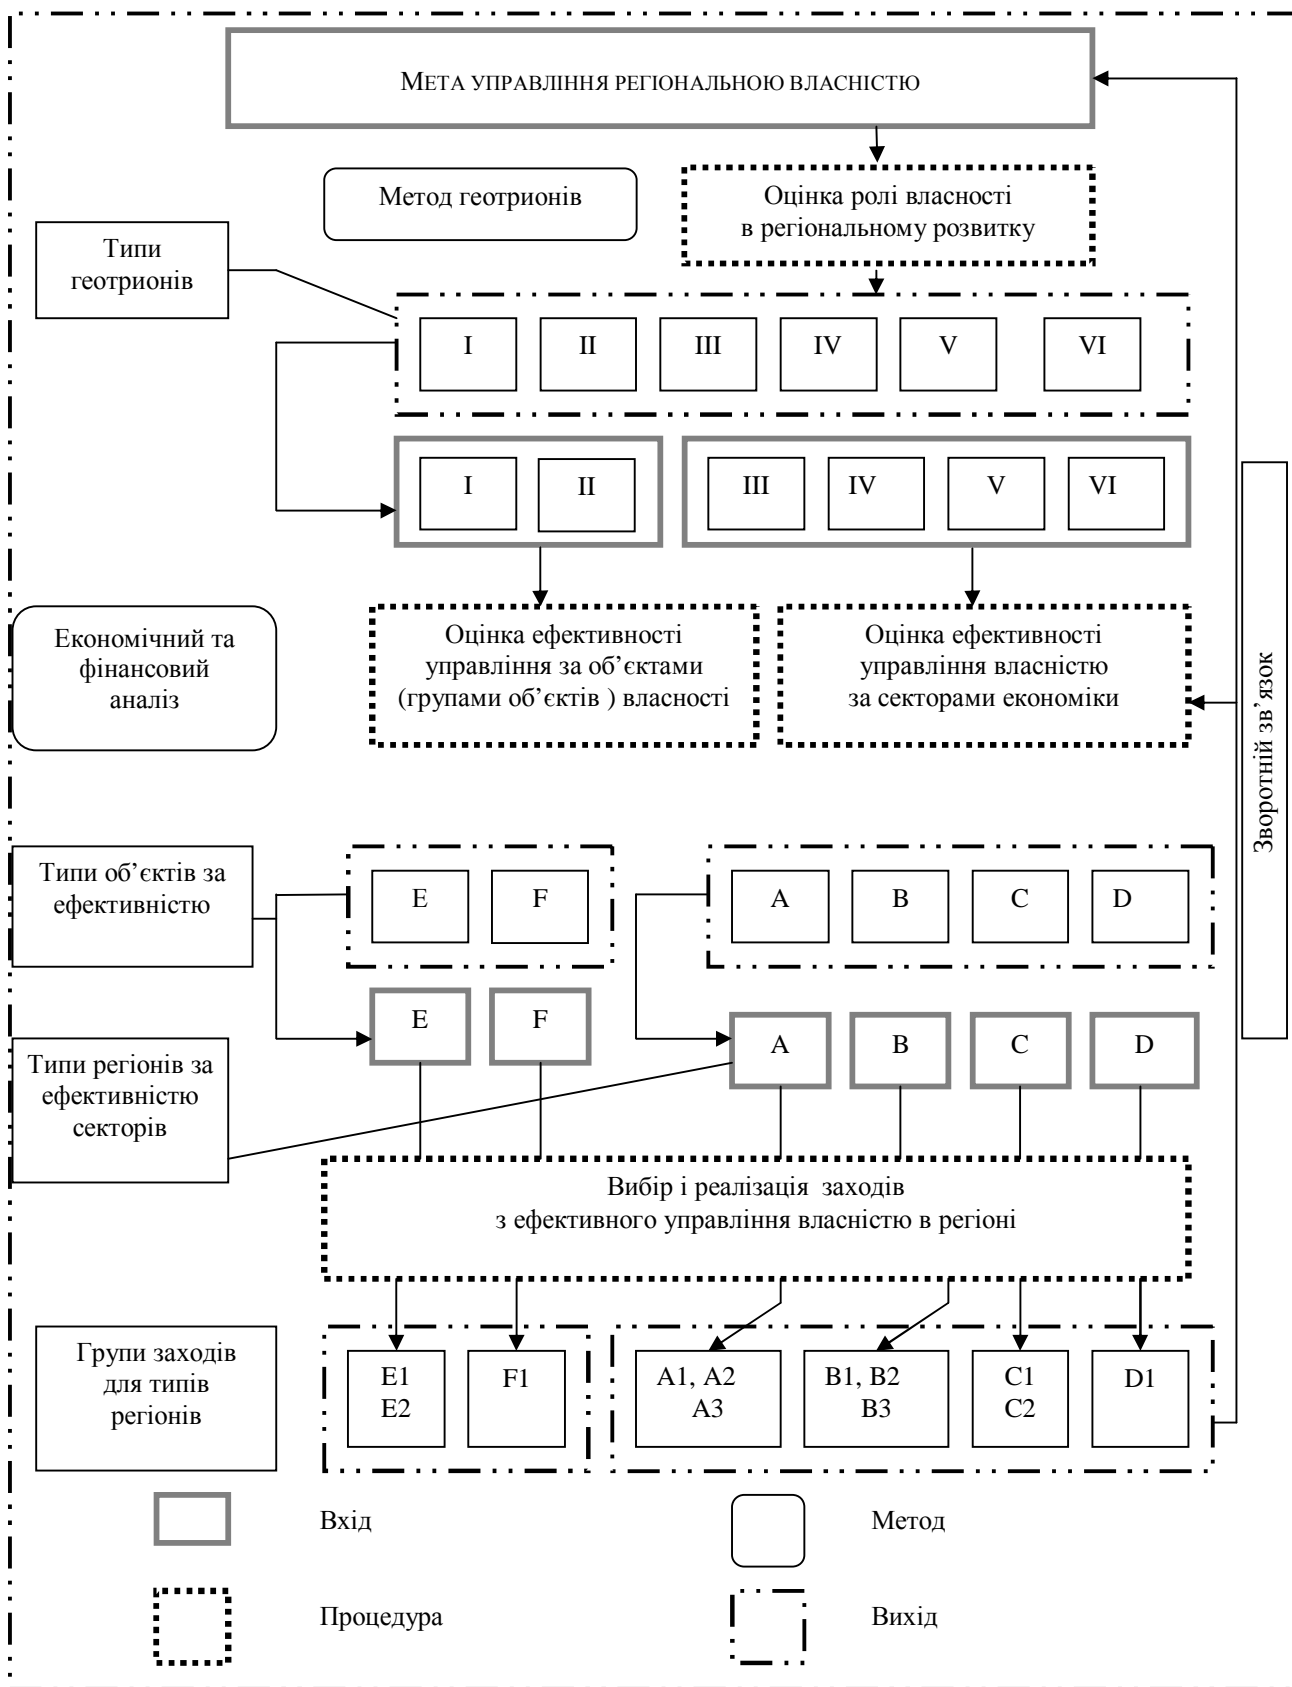 МЕТА УПРАВЛІННЯ РЕГІОНАЛЬНОЮ ВЛАСНІСТЮ
Метод геотрионів
Оцінка ролі власності
в регіональному розвитку
Типи
геотрионів
I
II
III
IV
V
VI
I
II
III
IV
V
VI
Економічний та
фінансовий
аналіз
Оцінка ефективності
управління за об’єктами
(групами об’єктів ) власності
Оцінка ефективності
управління власністю
за секторами економіки
Зворотній зв’язок
Типи об’єктів за
ефективністю
E
F
A
B
C
D
E
F
A
B
C
D
Типи регіонів за
ефективністю
секторів
Вибір і реалізація заходів
з ефективного управління власністю в регіоні
Групи заходів
для типів
регіонів
E1
E2
F1
A1, A2
A3
B1, B2
B3
C1
C2
D1
Вхід
Метод
Процедура
Вихід